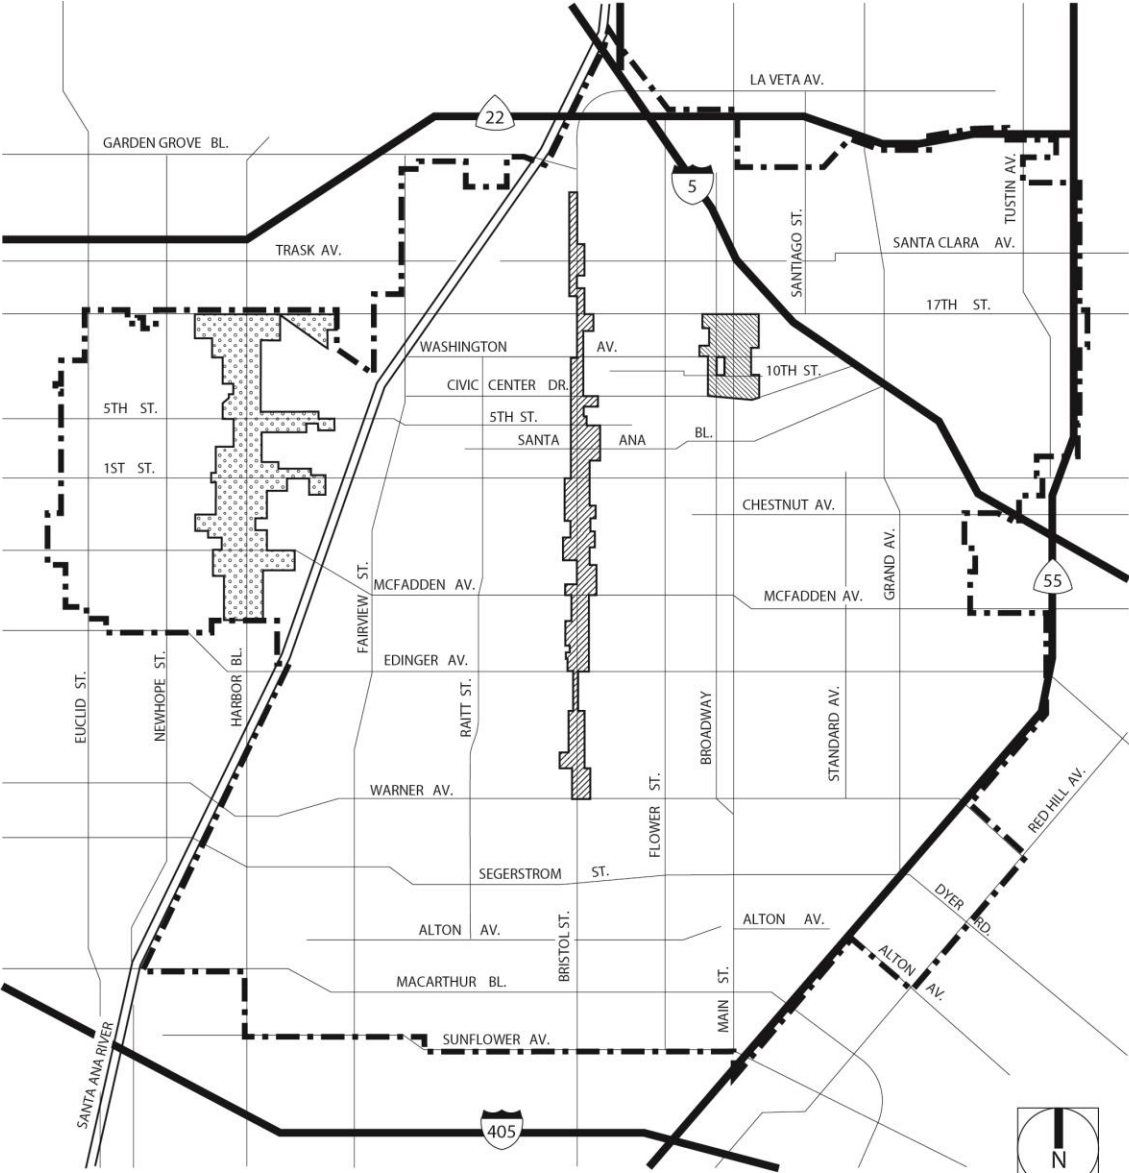 LA VETA AV.
22
GARDEN GROVE BL.
5
TUSTIN AV.
SANTIAGO ST.
TRASK AV.
SANTA CLARA AV.
17TH ST.
WASHINGTON AV.
10TH ST.
CIVIC CENTER DR.
5TH ST.
5TH ST.
SANTA ANA BL.
1ST ST.
CHESTNUT AV.
GRAND AV.
FAIRVIEW ST.
MCFADDEN AV.
MCFADDEN AV.
55
EDINGER AV.
EUCLID ST.
NEWHOPE ST.
HARBOR BL.
RAITT ST.
BROADWAY
STANDARD AV.
WARNER AV.
FLOWER ST.
RED HILL AV.
SEGERSTROM ST.
DYER RD.
ALTON AV.
BRISTOL ST.
ALTON AV.
ALTON AV.
MACARTHUR BL.
MAIN ST.
SUNFLOWER AV.
SANTA ANA RIVER
405
N